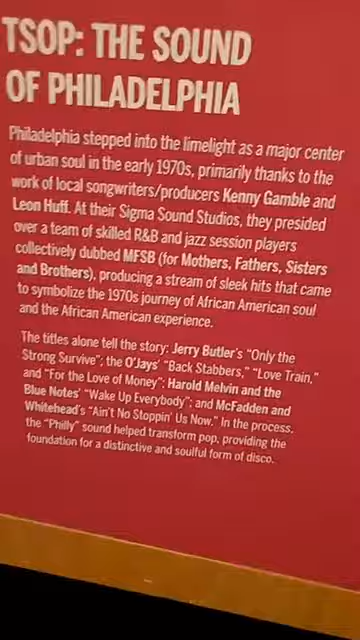 TSOP: THE SOUND
OF PHILADELPHIA
Philadelphia stepped into the limelight as a major center
of urban soul in the early 1970s, primarily thanks to the
work of local songwriters/producers Kenny Gamble and
Leon Huff. At their Sigma Sound Studios, they presided
over a team of skilled R&B and jazz session players
collectively dubbed MFSB (for Mothers, Fathers, Sisters
and Brothers), producing a stream of sleek hits that came
to symbolize the 1970s journey of African American soul
and the African American experience.
The titles alone tell the story: Jerry Butler's "Only the
Strong Survive"; the O'Jays' "Back Stabbers," "Love Train,"
and "For the Love of Money"; Harold Melvin and the
Blue Notes' "Wake Up Everybody"; and McFadden and
Whitehead's "Ain't No Stoppin' Us Now." In the process,
the "Philly" sound helped transform pop, providing the
foundation for a distinctive and soulful form of disco.